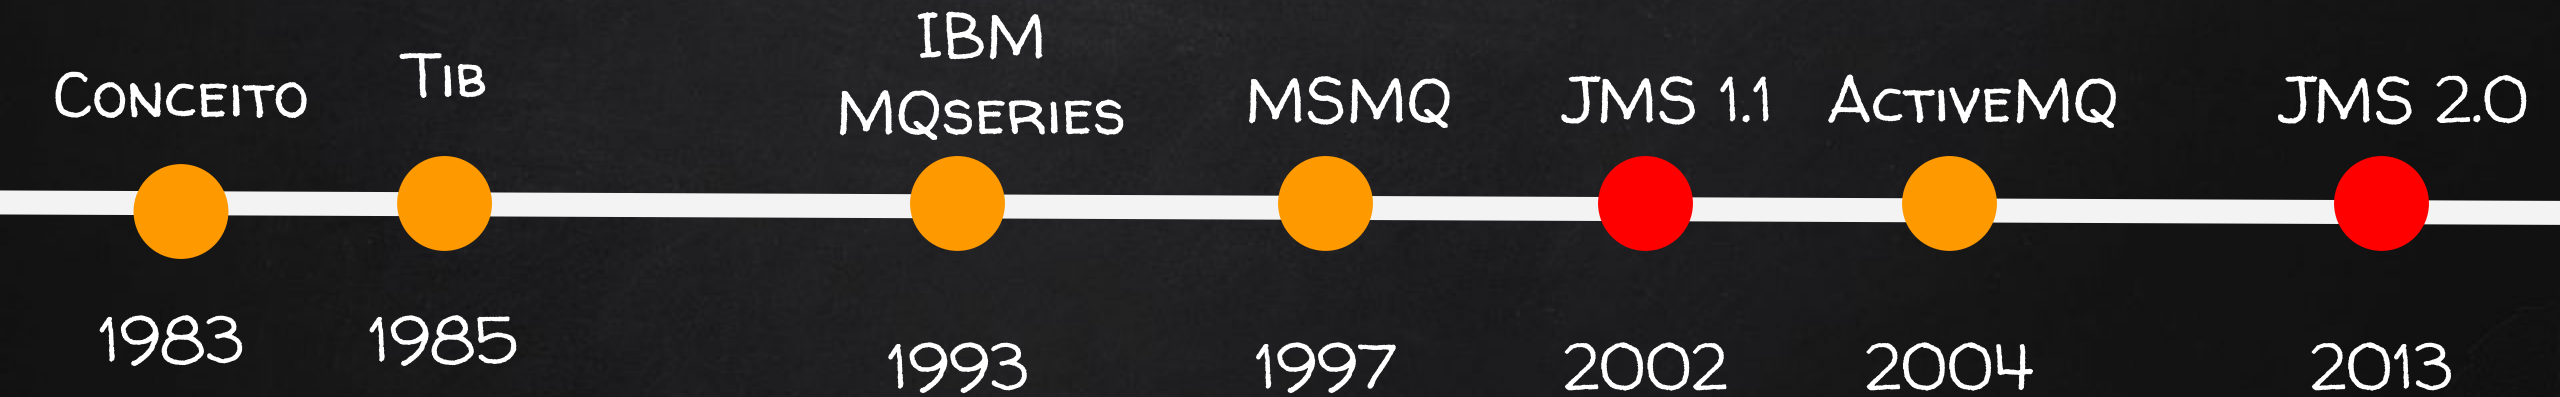 Conceito
Tib
IBM
MQseries
MSMQ
JMS 1.1
ActiveMQ
JMS 2.0
1983
1985
1993
1997
2002
2004
2013